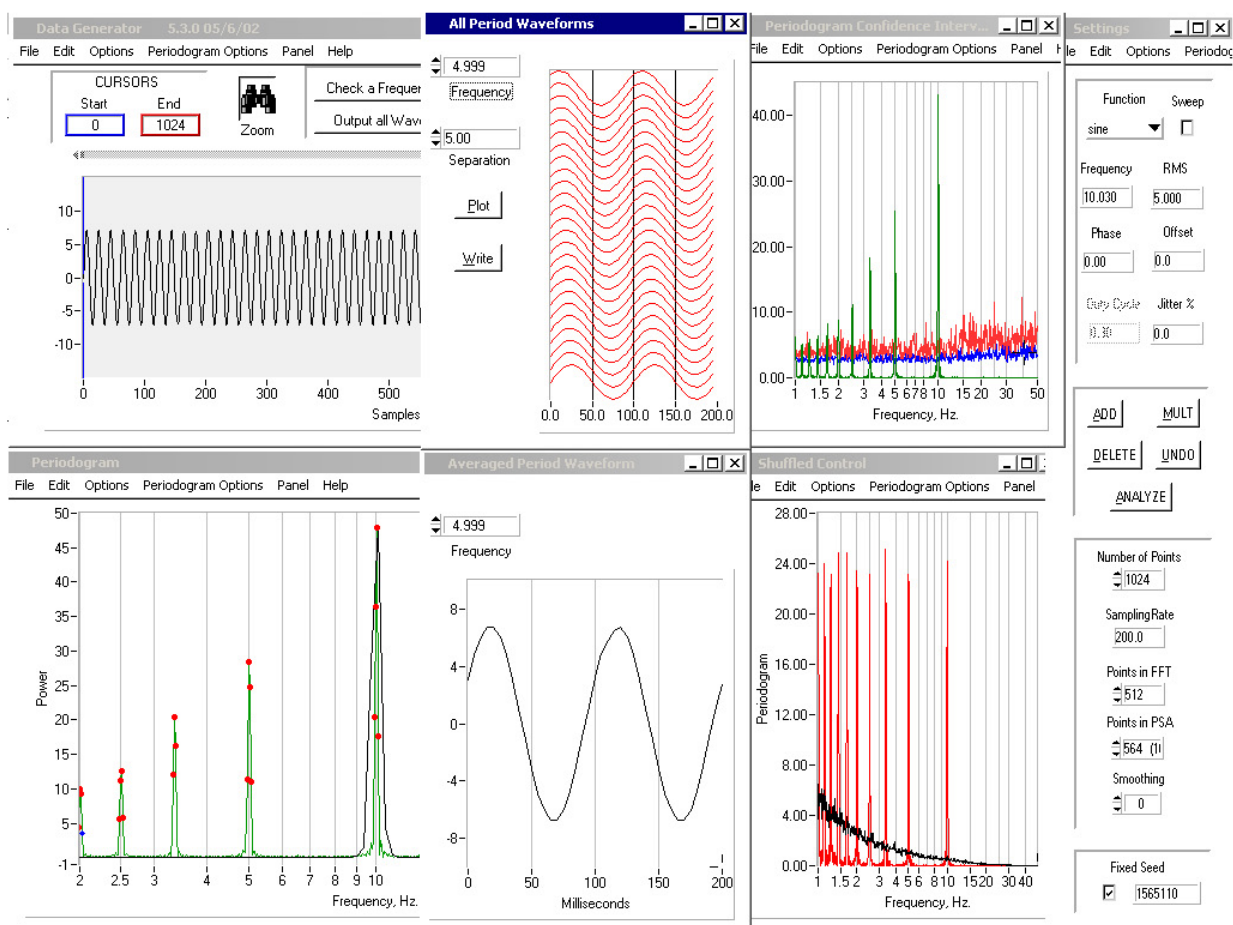 Data Generator 5.3.0 05/6/02
File Edit Options Periodogram Options Panel Help
CURSORS
Start End
0 1024
Zoom
Check a Frequen
Output all Wave
10-
5-
0-
-5-
-10-
0 100 200 300 400 500
Samples
All Period Waveforms
4.999
Frequency
5.00
Separation
Plot
Write
0.0 50.0 100.0 150.0 200.0
Periodogram Confidence Interv...
File Edit Options Periodogram Options Panel
40.00-
30.00-
20.00-
10.00-
0.00-
1 1.5 2 3 4 5 678 10 15 20 30 50
Frequency, Hz.
Settings
le Edit Options Periodog
Function Sweep
sine
Frequency RMS
10.030 5.000
Phase Offset
0.00 0.0
Duty Cycle Jitter %
0.30 0.0
ADD MULT
DELETE UNDO
ANALYZE
Number of Points
1024
SamplingRate
200.0
Points in FFT
512
Points in PSA
564 (1
Smoothing
0
Fixed Seed
1565110
Periodogram
File Edit Options Periodogram Options Panel Help
50-
45-
40-
35-
30-
25-
20-
15-
10-
5-
-1-
Power
2 2.5 3 4 5 6 7 8 9 10
Frequency, Hz.
Averaged Period Waveform
4.999
Frequency
8-
4-
0-
-4-
-8-
0 50 100 150 200
Milliseconds
Shuffled Control
le Edit Options Periodogram Options Panel
28.00-
24.00-
20.00-
16.00-
12.00-
8.00-
4.00-
0.00-
Periodogram
1 1.5 2 3 4 5 6 8 10 15 20 30 40
Frequency, Hz.